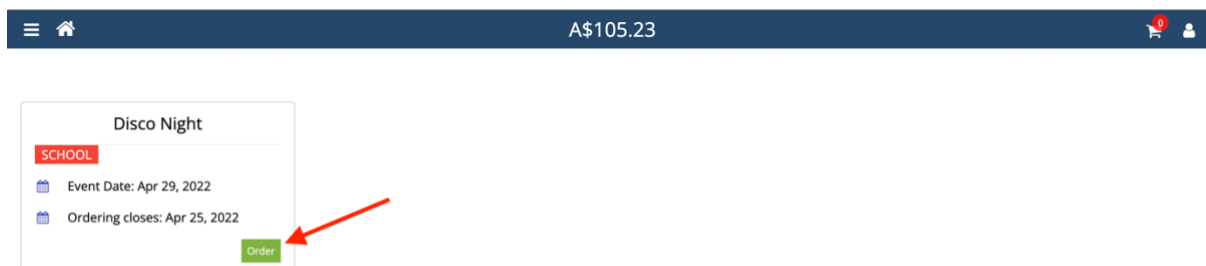 A$105.23
0
Disco Night
SCHOOL
Event Date: Apr 29, 2022
Ordering closes: Apr 25, 2022
Order